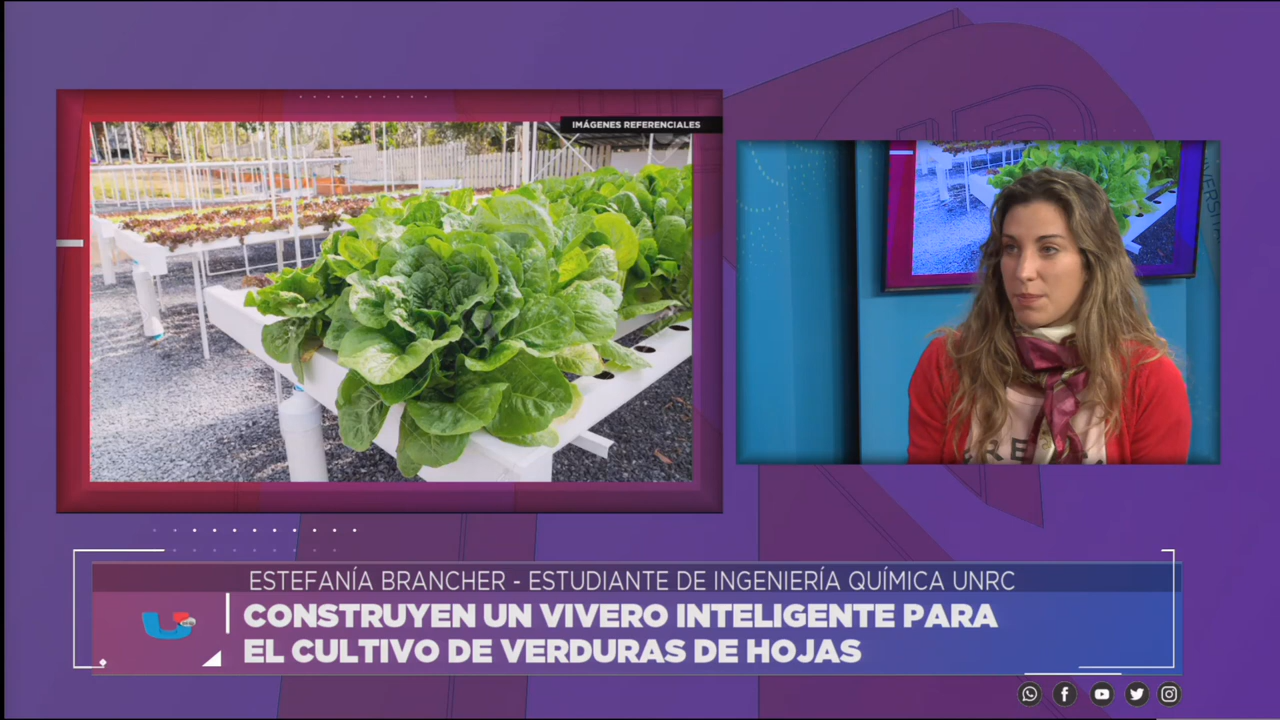 IMÁGENES REFERENCIALES
ESTEFANÍA BRANCHER - ESTUDIANTE DE INGENIERÍA QUÍMICA UNRC
CONSTRUYEN UN VIVERO INTELIGENTE PARA
EL CULTIVO DE VERDURAS DE HOJAS